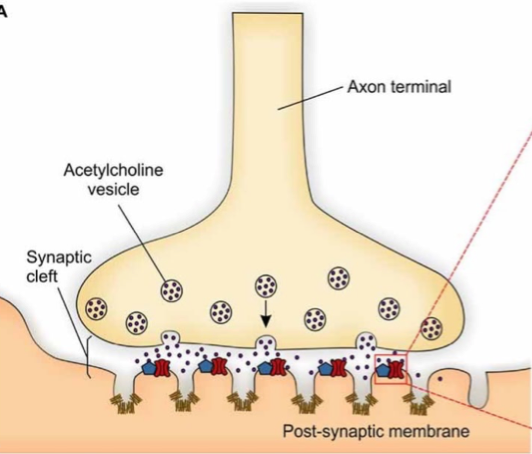 A
Axon terminal
Acetylcholine
vesicle
Synaptic
cleft
Post-synaptic membrane